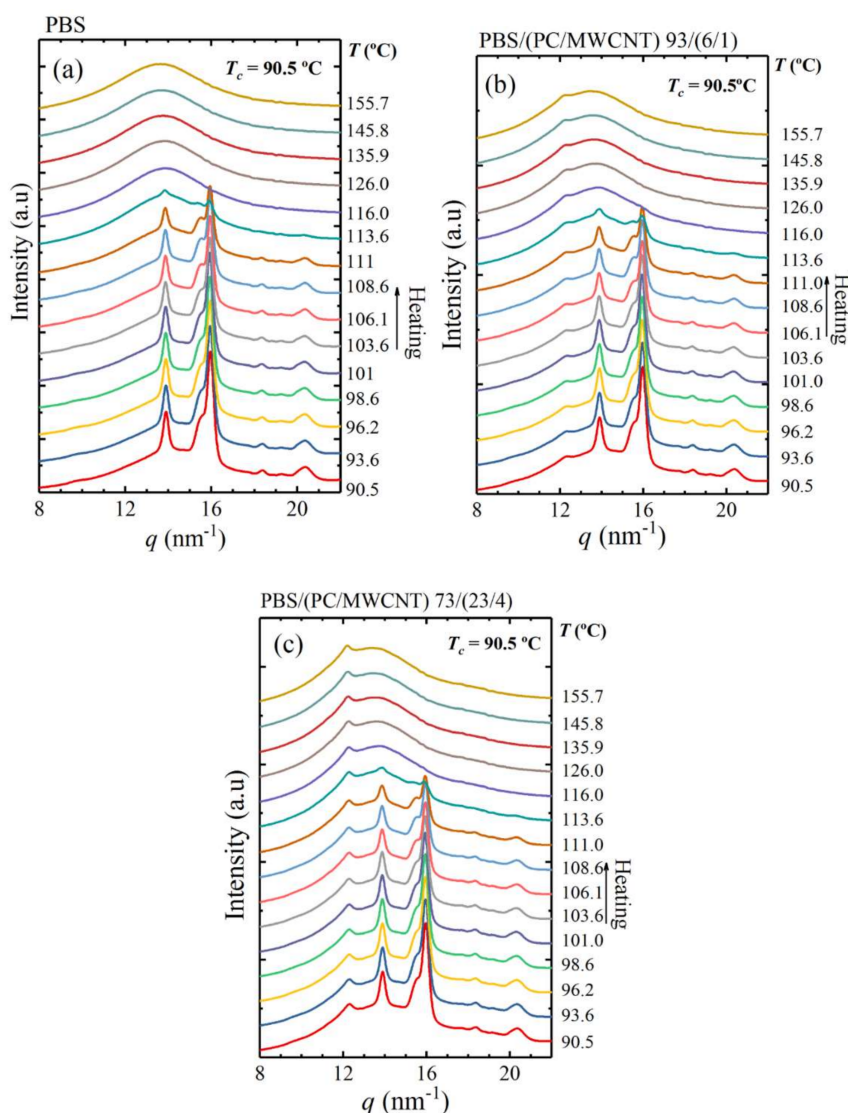 PBS
(a)
T_c = 90.5 ºC
T (ºC)
155.7
145.8
135.9
126.0
116.0
113.6
111
108.6
106.1
103.6
101
98.6
96.2
93.6
90.5
Heating
Intensity (a.u)
8 12 16 20
q (nm⁻¹)
PBS/(PC/MWCNT) 93/(6/1)
(b)
T_c = 90.5ºC
T (ºC)
155.7
145.8
135.9
126.0
116.0
113.6
111.0
108.6
106.1
103.6
101.0
98.6
96.2
93.6
90.5
Heating
Intensity (a.u)
8 12 16 20
q (nm⁻¹)
PBS/(PC/MWCNT) 73/(23/4)
(c)
T_c = 90.5 ºC
T (ºC)
155.7
145.8
135.9
126.0
116.0
113.6
111.0
108.6
106.1
103.6
101.0
98.6
96.2
93.6
90.5
Heating
Intensity (a.u)
8 12 16 20
q (nm⁻¹)